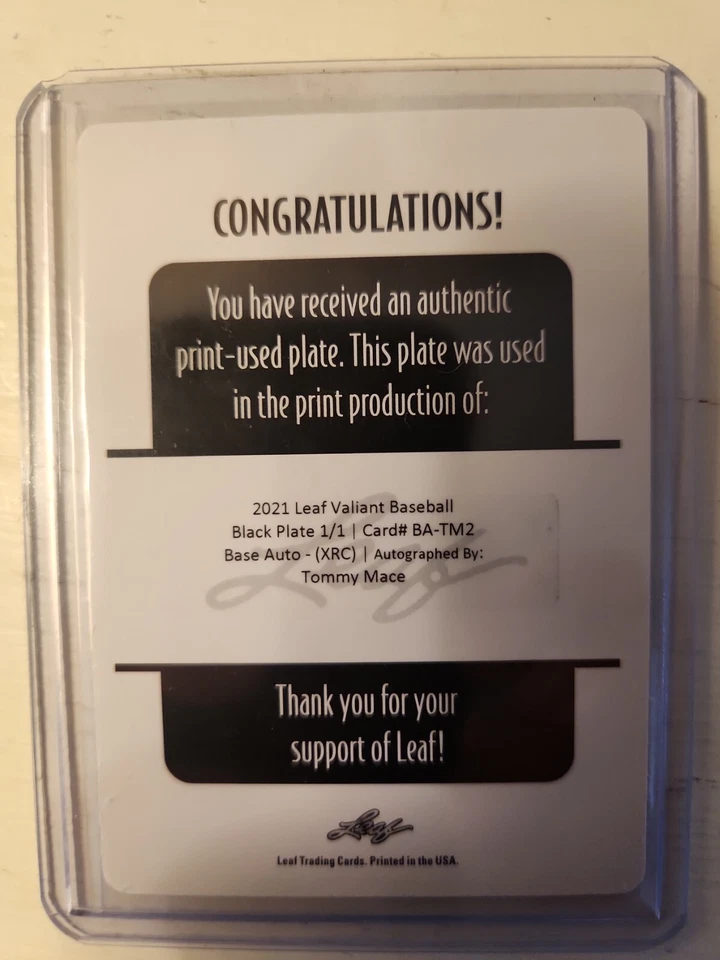 CONGRATULATIONS!
You have received an authentic
print-used plate. This plate was used
in the print production of:
2021 Leaf Valiant Baseball
Black Plate 1/1 | Card# BA-TM2
Base Auto - (XRC) | Autographed By:
Tommy Mace
Leaf
Thank you for your
support of Leaf!
Leaf
Leaf Trading Cards. Printed in the USA.